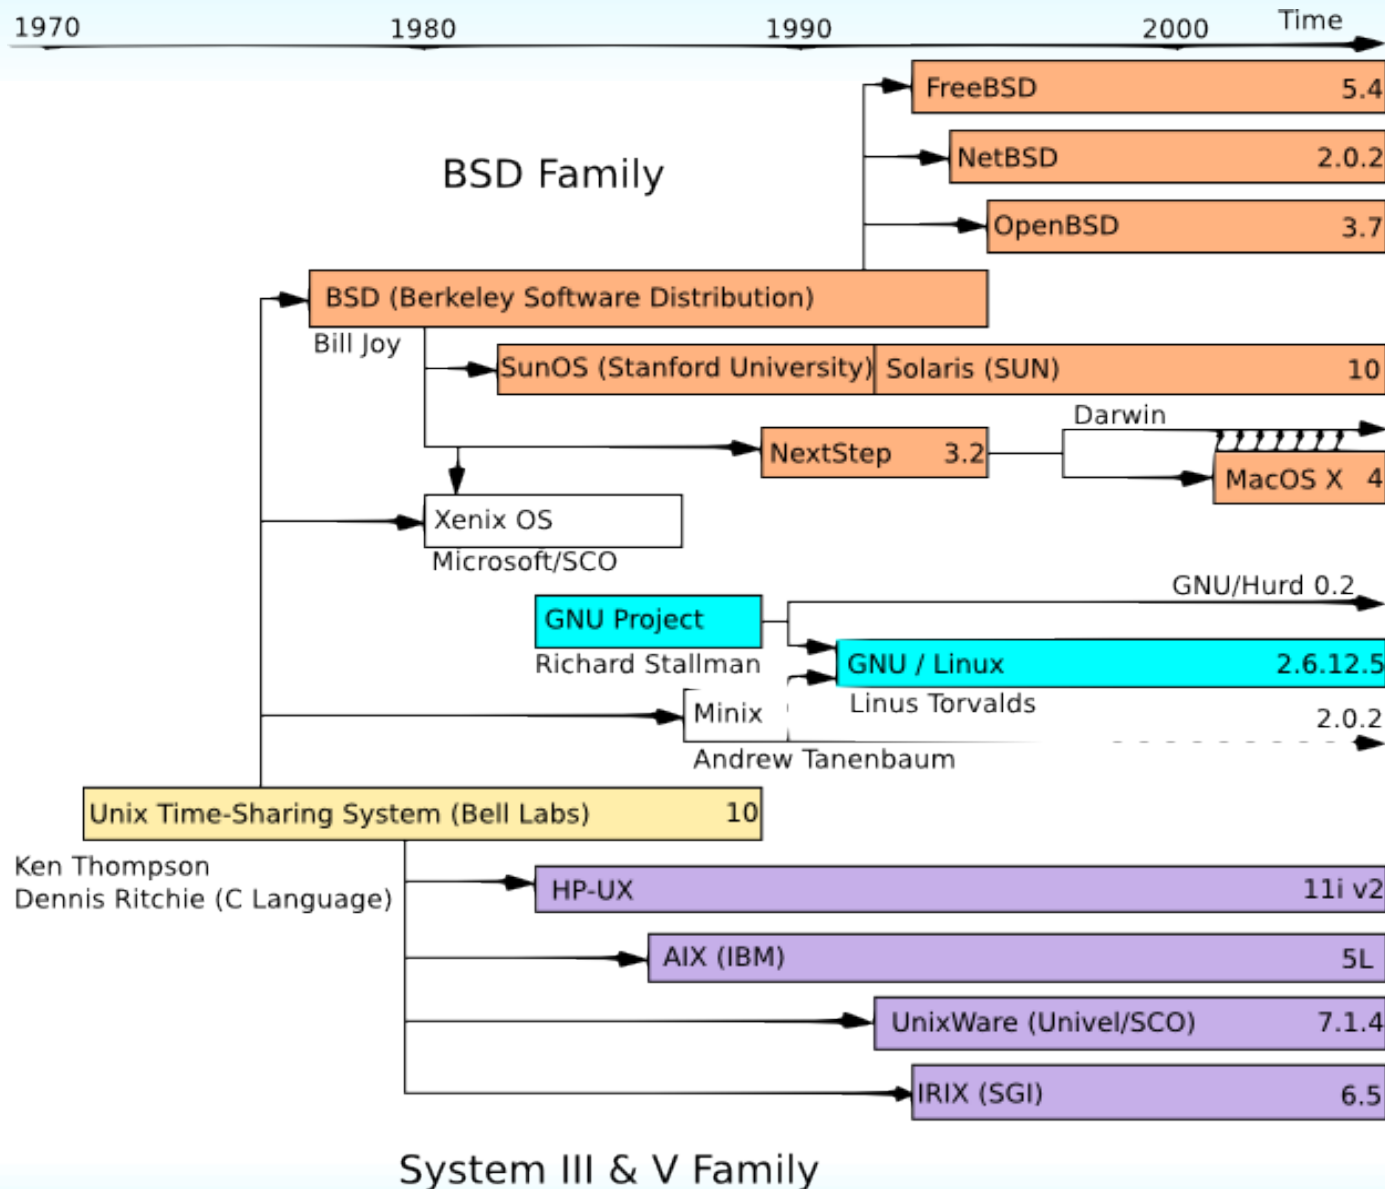 1970 1980 1990 2000 Time
FreeBSD 5.4
BSD Family
NetBSD 2.0.2
OpenBSD 3.7
BSD (Berkeley Software Distribution)
Bill Joy
SunOS (Stanford University) Solaris (SUN) 10
Darwin
NextStep 3.2
MacOS X 4
Xenix OS
Microsoft/SCO
GNU/Hurd 0.2
GNU Project
Richard Stallman
GNU / Linux 2.6.12.5
Linus Torvalds
Minix 2.0.2
Andrew Tanenbaum
Unix Time-Sharing System (Bell Labs) 10
Ken Thompson
Dennis Ritchie (C Language)
HP-UX 11i v2
AIX (IBM) 5L
UnixWare (Univel/SCO) 7.1.4
IRIX (SGI) 6.5
System III & V Family